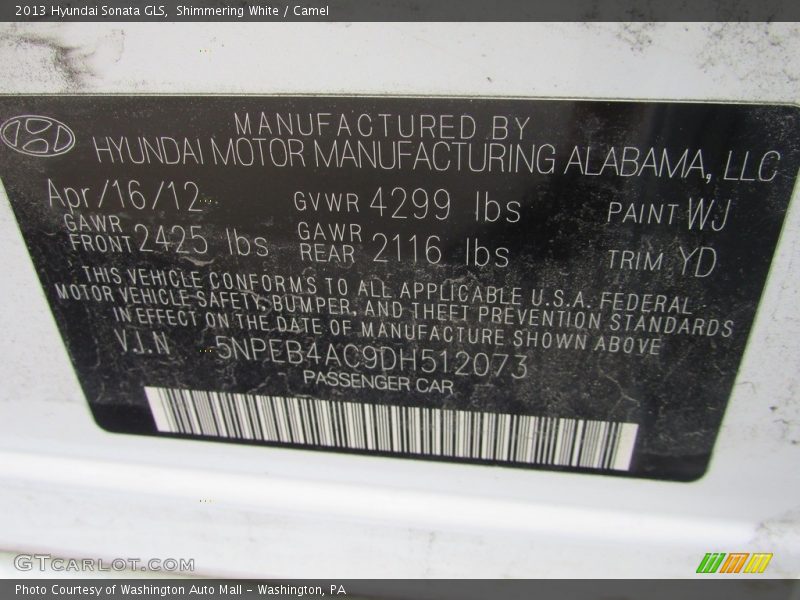 2013 Hyundai Sonata GLS,  Shimmering White / Camel
MANUFACTURED BY
HYUNDAI MOTOR MANUFACTURING ALABAMA, LLC
Apr/16/12 GVWR 4299 lbs PAINT WJ
GAWR FRONT 2425 lbs GAWR REAR 2116 lbs TRIM YD
THIS VEHICLE CONFORMS TO ALL APPLICABLE U.S.A. FEDERAL
MOTOR VEHICLE SAFETY, BUMPER, AND THEFT PREVENTION STANDARDS
IN EFFECT ON THE DATE OF MANUFACTURE SHOWN ABOVE
V.I.N 5NPEB4AC9DH512073
PASSENGER CAR
GTCARLOT.COM
Photo Courtesy of Washington Auto Mall - Washington, PA